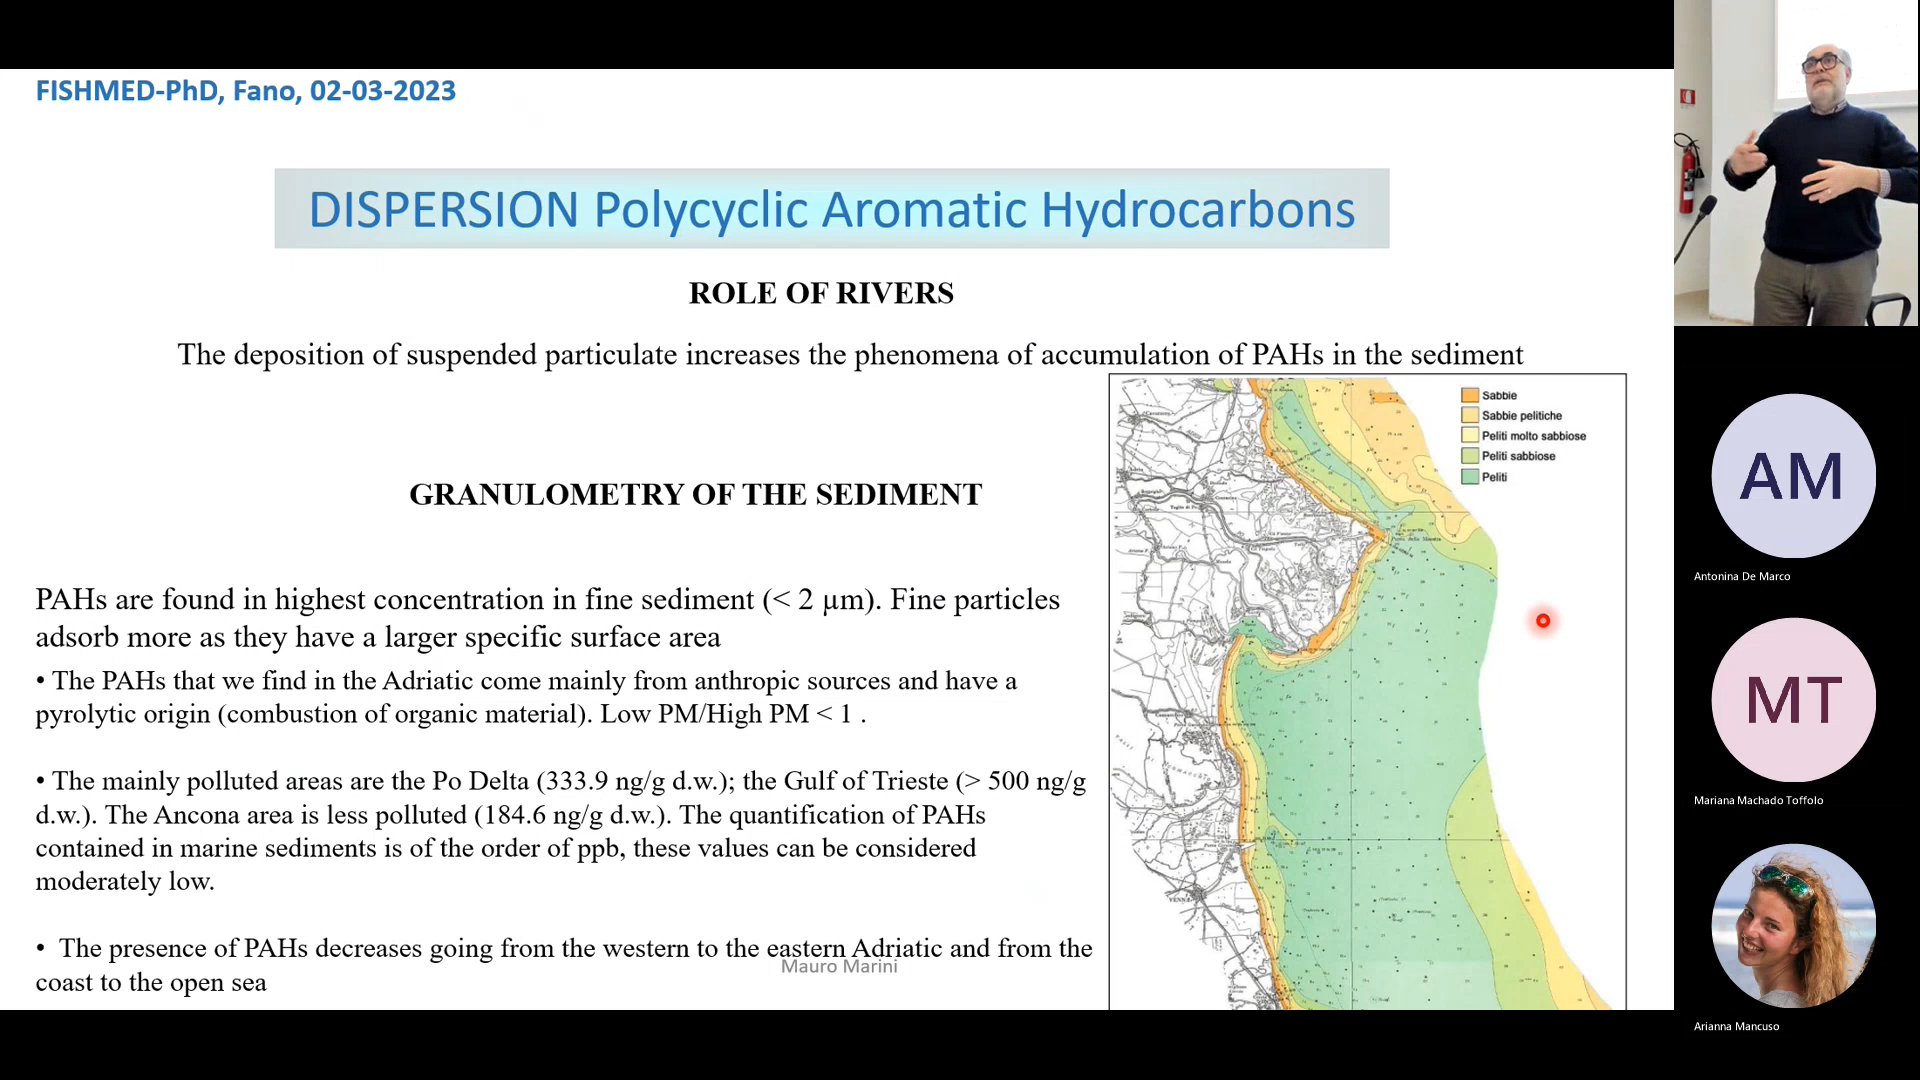 FISHMED-PhD, Fano, 02-03-2023
DISPERSION Polycyclic Aromatic Hydrocarbons
ROLE OF RIVERS
The deposition of suspended particulate increases the phenomena of accumulation of PAHs in the sediment
GRANULOMETRY OF THE SEDIMENT
PAHs are found in highest concentration in fine sediment (< 2 µm). Fine particles
adsorb more as they have a larger specific surface area
• The PAHs that we find in the Adriatic come mainly from anthropic sources and have a
pyrolytic origin (combustion of organic material). Low PM/High PM < 1 .
• The mainly polluted areas are the Po Delta (333.9 ng/g d.w.); the Gulf of Trieste (> 500 ng/g
d.w.). The Ancona area is less polluted (184.6 ng/g d.w.). The quantification of PAHs
contained in marine sediments is of the order of ppb, these values can be considered
moderately low.
• The presence of PAHs decreases going from the western to the eastern Adriatic and from the
coast to the open sea
Mauro Marini
Sabbie
Sabbie pelitiche
Peliti molto sabbiose
Peliti sabbiose
Peliti
AM
Antonina De Marco
MT
Mariana Machado Toffolo
Arianna Mancuso